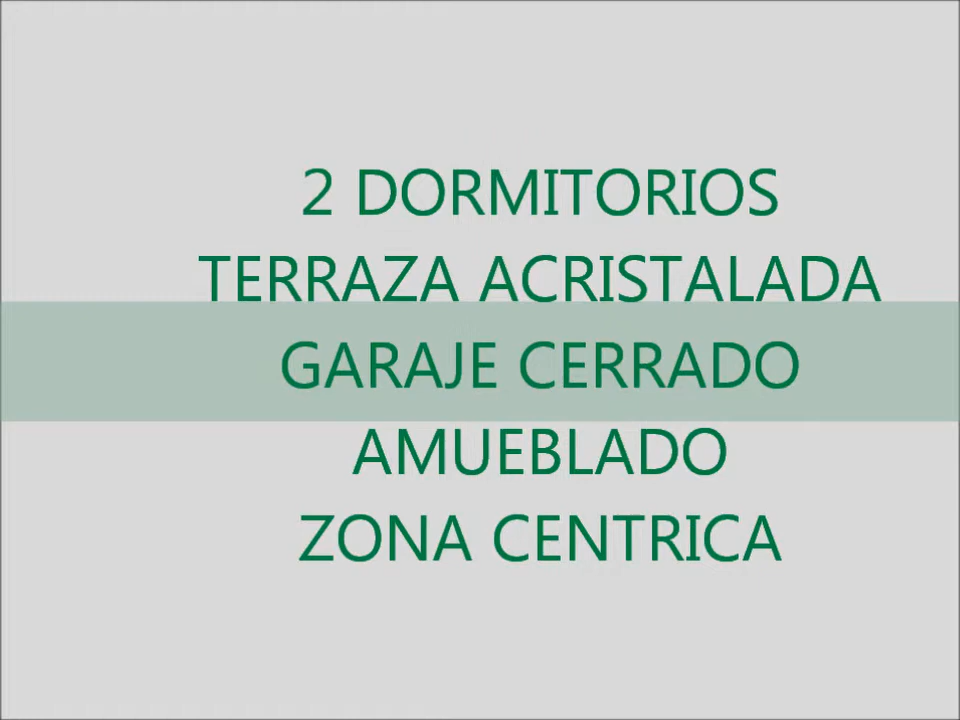 2 DORMITORIOS
TERRAZA ACRISTALADA
GARAJE CERRADO
AMUEBLADO
ZONA CENTRICA